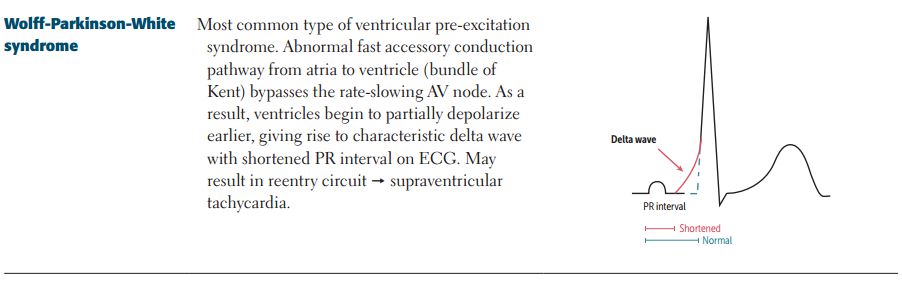 Wolff-Parkinson-White
syndrome
Most common type of ventricular pre-excitation
syndrome. Abnormal fast accessory conduction
pathway from atria to ventricle (bundle of
Kent) bypasses the rate-slowing AV node. As a
result, ventricles begin to partially depolarize
earlier, giving rise to characteristic delta wave
with shortened PR interval on ECG. May
result in reentry circuit → supraventricular
tachycardia.
Delta wave
PR interval
Shortened
Normal